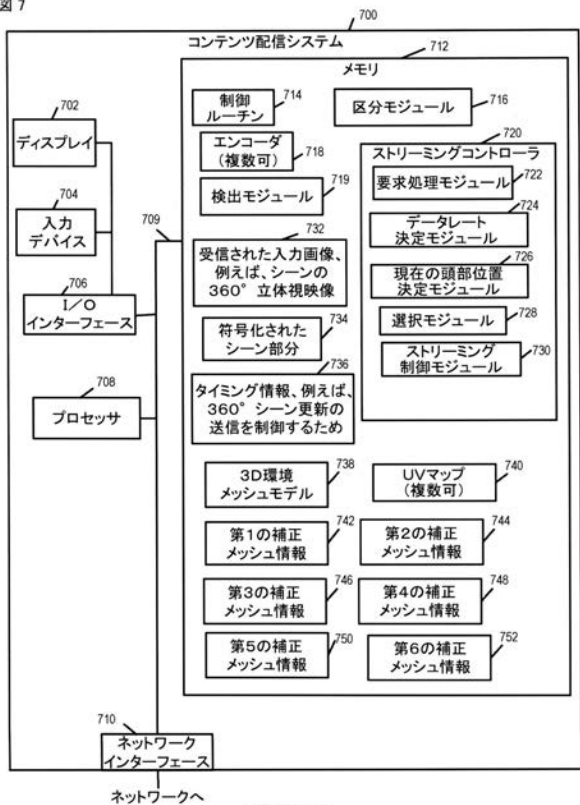 図 7
700
コンテンツ配信システム
712
メモリ
702
ディスプレイ
704
入力
デバイス
706
I/O
インターフェース
708
プロセッサ
709
710
ネットワーク
インターフェース
ネットワークへ
制御
ルーチン
714
区分モジュール
716
エンコーダ
(複数可)
718
検出モジュール
719
720
ストリーミングコントローラ
要求処理モジュール
722
データレート
決定モジュール
724
現在の頭部位置
決定モジュール
726
選択モジュール
728
ストリーミング
制御モジュール
730
732
受信された入力画像、
例えば、シーンの
360°立体視映像
734
符号化された
シーン部分
736
タイミング情報、例えば、
360°シーン更新の
送信を制御するため
3D環境
メッシュモデル
738
UVマップ
(複数可)
740
第1の補正
メッシュ情報
742
第2の補正
メッシュ情報
744
第3の補正
メッシュ情報
746
第4の補正
メッシュ情報
748
第5の補正
メッシュ情報
750
第6の補正
メッシュ情報
752